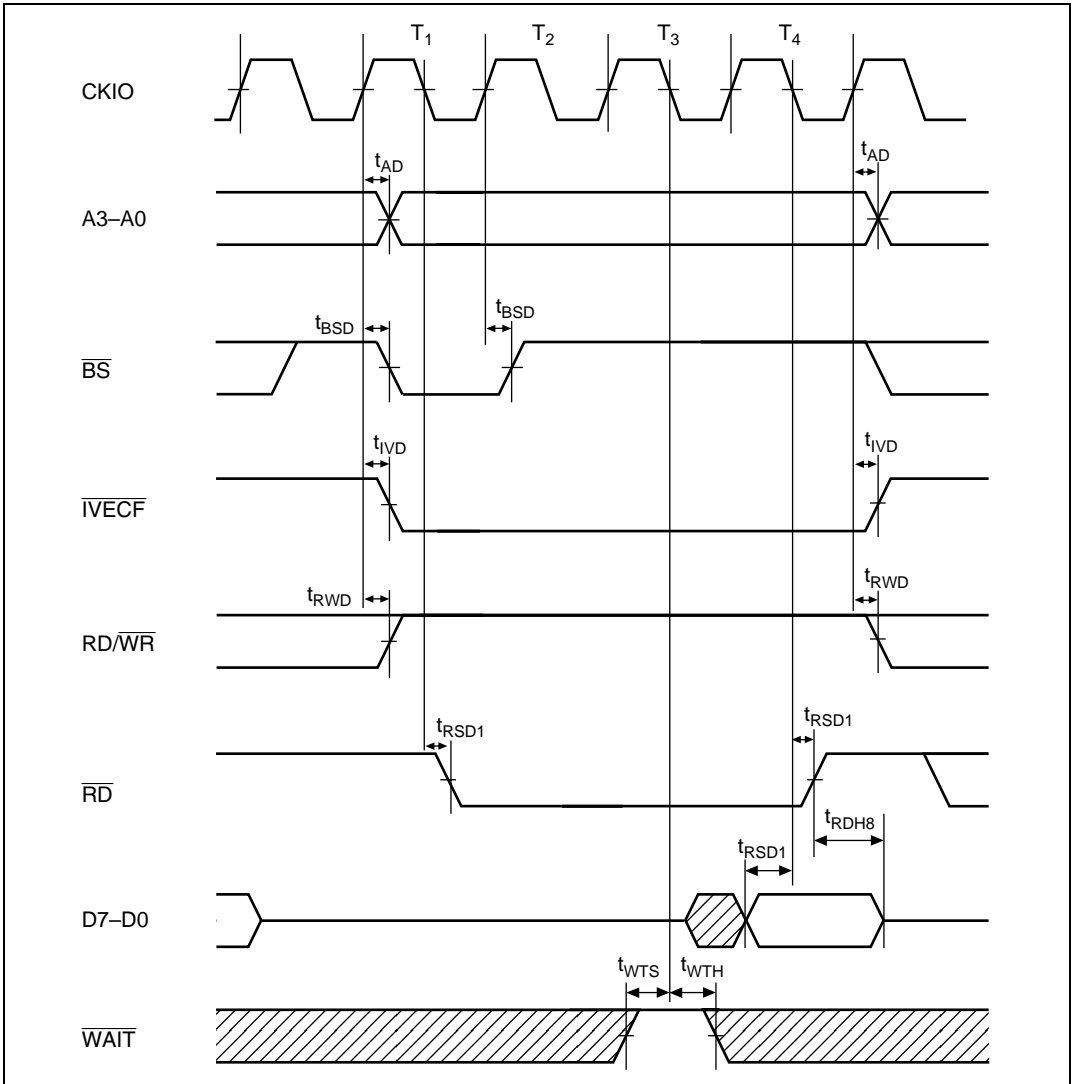 T1 T2 T3 T4
CKIO
tAD tAD
A3–A0
tBSD tBSD
BS
tIVD tIVD
IVECF
tRWD tRWD
RD/WR
tRSD1 tRSD1
RD
tRDH8
tRSD1
D7–D0
tWTS tWTH
WAIT